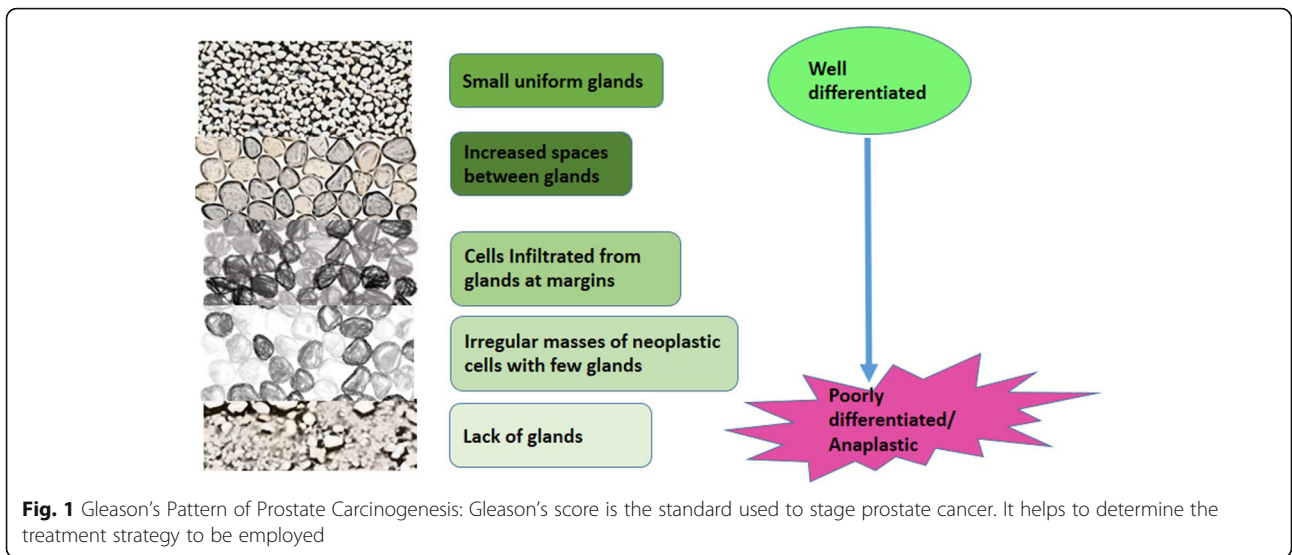 Small uniform glands
Increased spaces
between glands
Cells Infiltrated from
glands at margins
Irregular masses of neoplastic
cells with few glands
Lack of glands
Well
differentiated
Poorly
differentiated/
Anaplastic
Fig. 1 Gleason’s Pattern of Prostate Carcinogenesis: Gleason’s score is the standard used to stage prostate cancer. It helps to determine the
treatment strategy to be employed